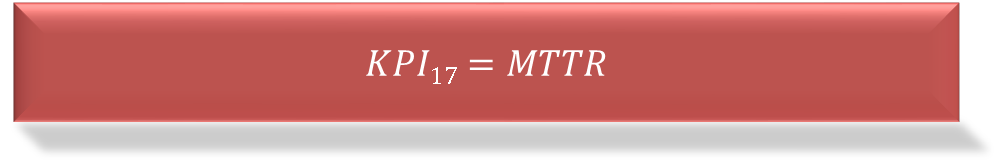 KPI₁₇ = MTTR